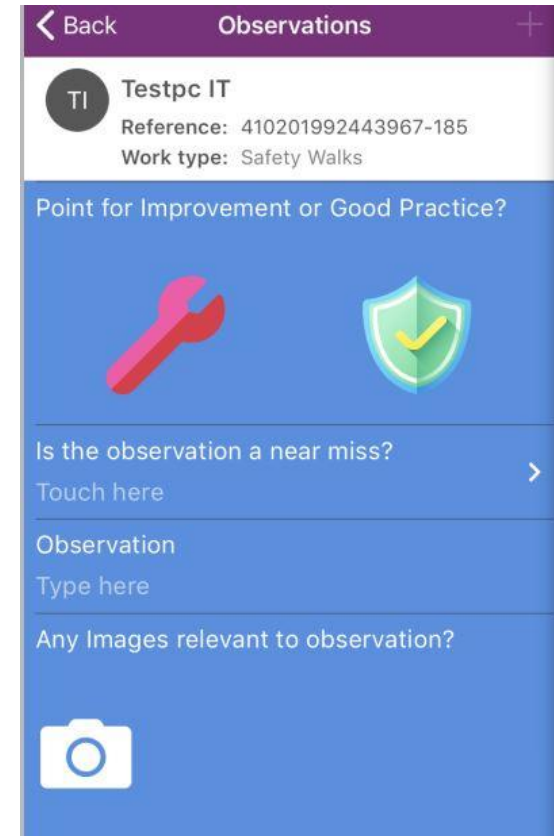 Back Observations +
TI
Testpc IT
Reference: 410201992443967-185
Work type: Safety Walks
Point for Improvement or Good Practice?
Is the observation a near miss?
Touch here
Observation
Type here
Any Images relevant to observation?